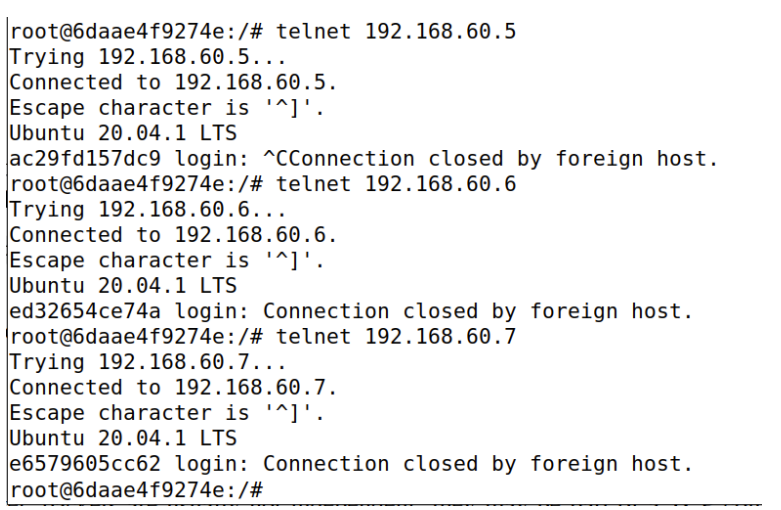 root@6daae4f9274e:/# telnet 192.168.60.5
Trying 192.168.60.5...
Connected to 192.168.60.5.
Escape character is '^]'.
Ubuntu 20.04.1 LTS
ac29fd157dc9 login: ^CConnection closed by foreign host.
root@6daae4f9274e:/# telnet 192.168.60.6
Trying 192.168.60.6...
Connected to 192.168.60.6.
Escape character is '^]'.
Ubuntu 20.04.1 LTS
ed32654ce74a login: Connection closed by foreign host.
root@6daae4f9274e:/# telnet 192.168.60.7
Trying 192.168.60.7...
Connected to 192.168.60.7.
Escape character is '^]'.
Ubuntu 20.04.1 LTS
e6579605cc62 login: Connection closed by foreign host.
root@6daae4f9274e:/#